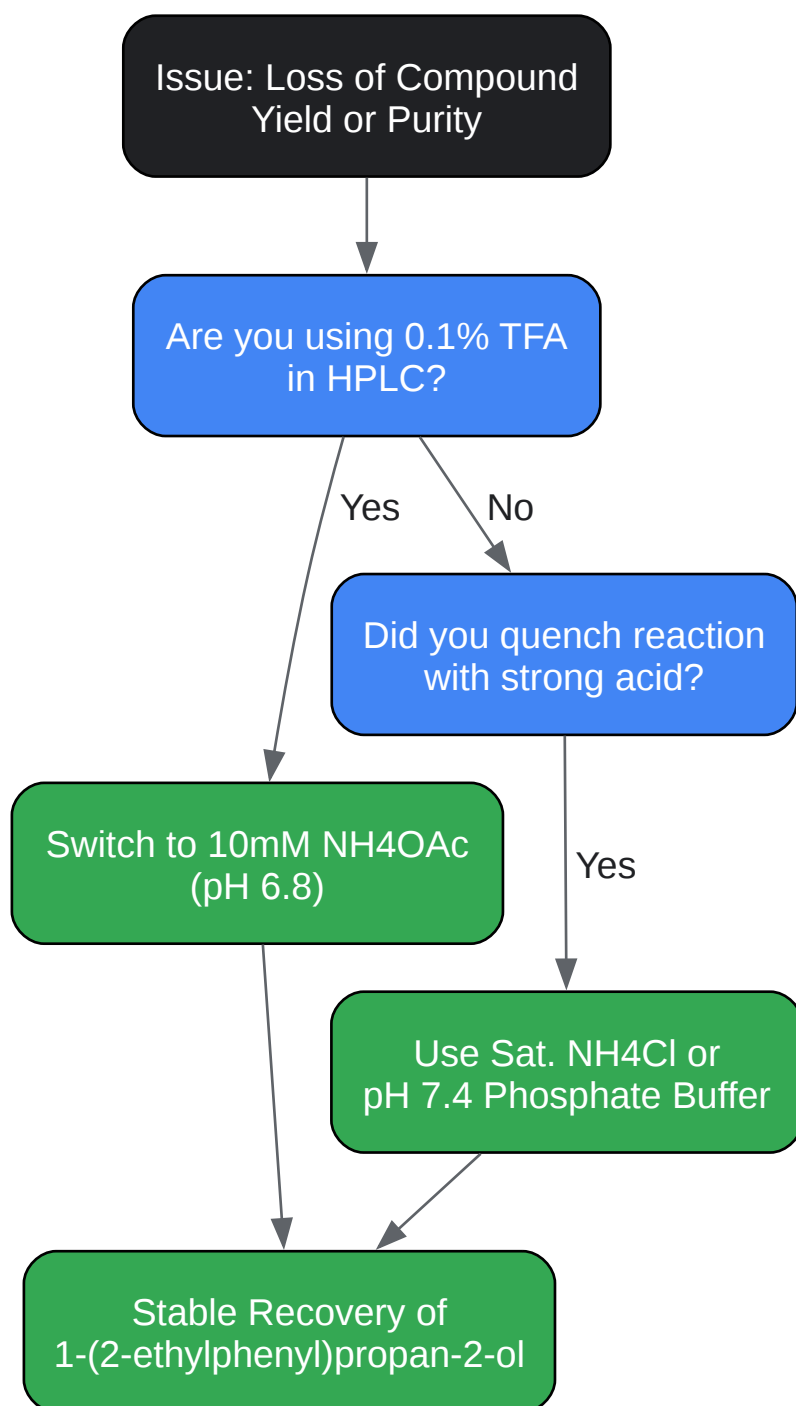 Issue: Loss of Compound
Yield or Purity
Are you using 0.1% TFA
in HPLC?
Yes
No
Did you quench reaction
with strong acid?
Switch to 10mM NH4OAc
(pH 6.8)
Yes
Use Sat. NH4Cl or
pH 7.4 Phosphate Buffer
Stable Recovery of
1-(2-ethylphenyl)propan-2-ol